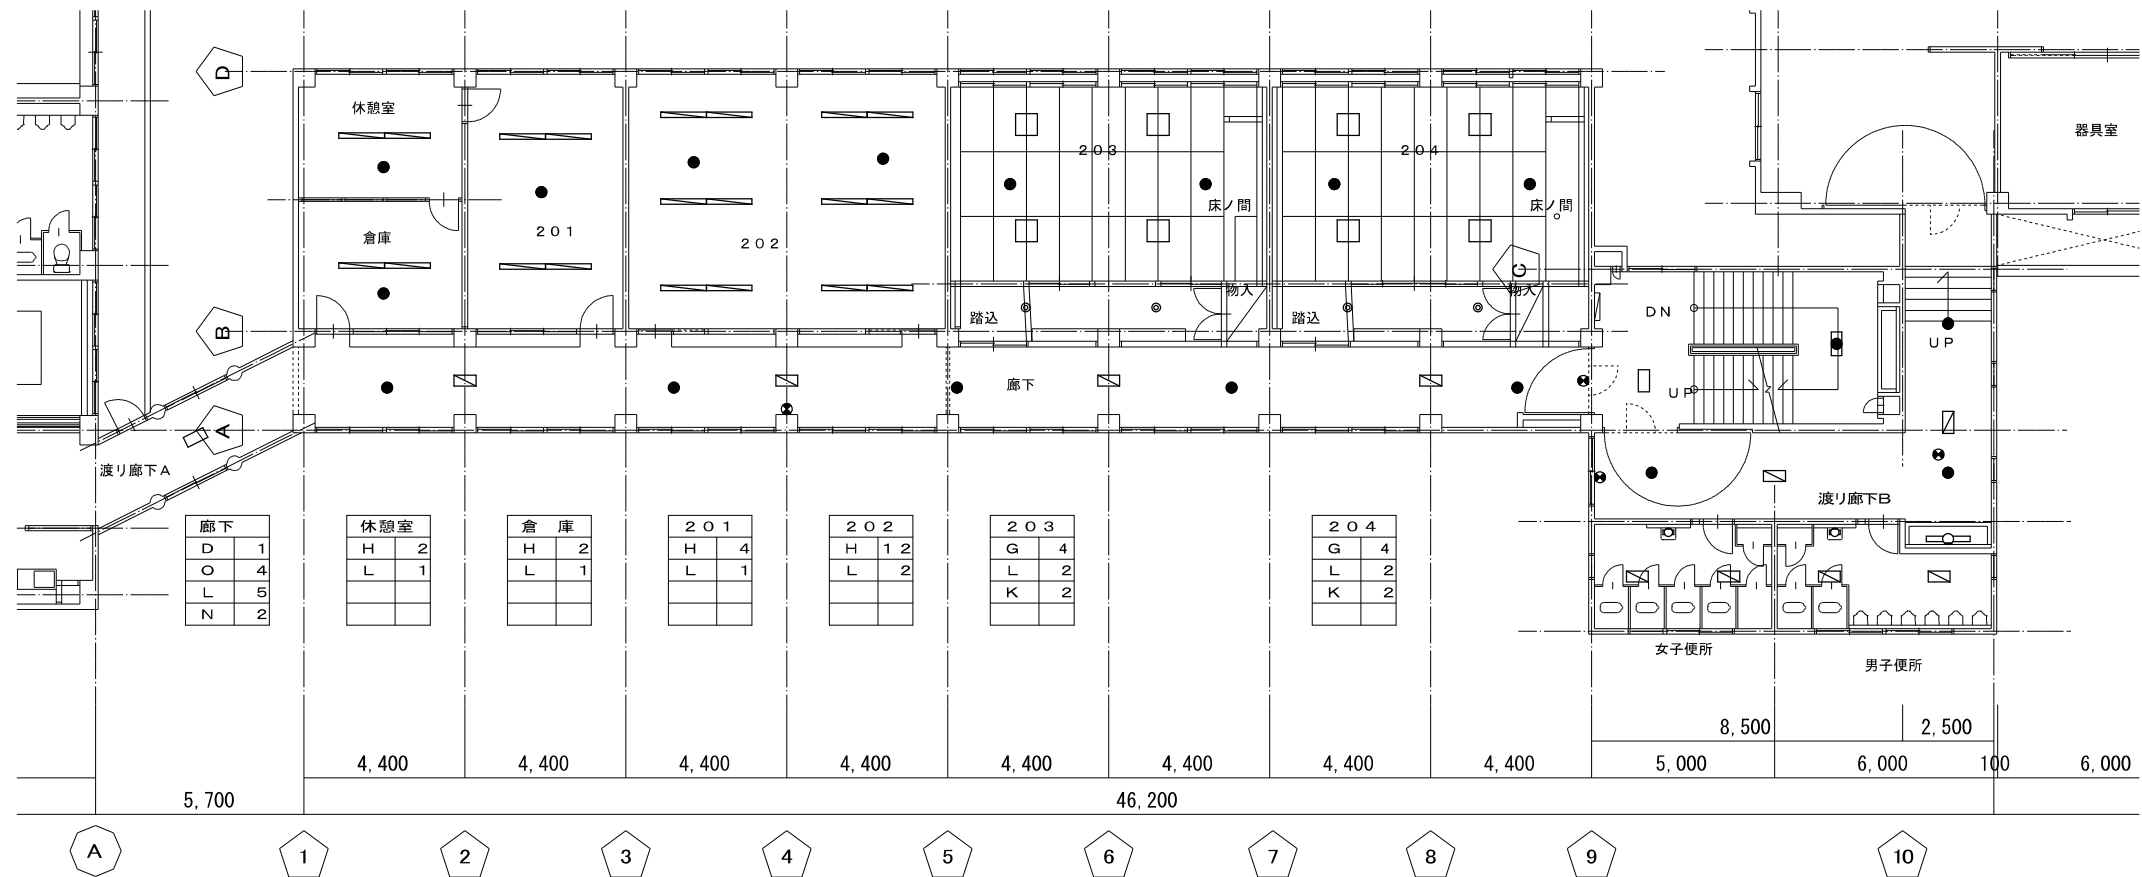 D
休憩室
器具室
203
204
床ノ間
床ノ間
倉庫
201
202
C
物入
物入
踏込
踏込
DN
B
UP
廊下
UP
A
渡リ廊下A
渡リ廊下B
廊下
D 1
O 4
L 5
N 2
休憩室
H 2
L 1
倉 庫
H 2
L 1
201
H 4
L 1
202
H 12
L 2
203
G 4
L 2
K 2
204
G 4
L 2
K 2
女子便所
男子便所
8,500
2,500
4,400
4,400
4,400
4,400
4,400
4,400
4,400
4,400
5,000
6,000
100
6,000
5,700
46,200
A
1
2
3
4
5
6
7
8
9
10